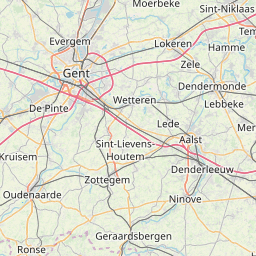 Moerbeke
Sint-Niklaas
Evergem
Lokeren
Temse
Hamme
Gent
Zele
Dendermonde
De Pinte
Wetteren
Lebbeke
Lede
Aalst
Kruisem
Sint-Lievens-
Houtem
Denderleeuw
Zottegem
Oudenaarde
Ninove
Geraardsbergen
Ronse